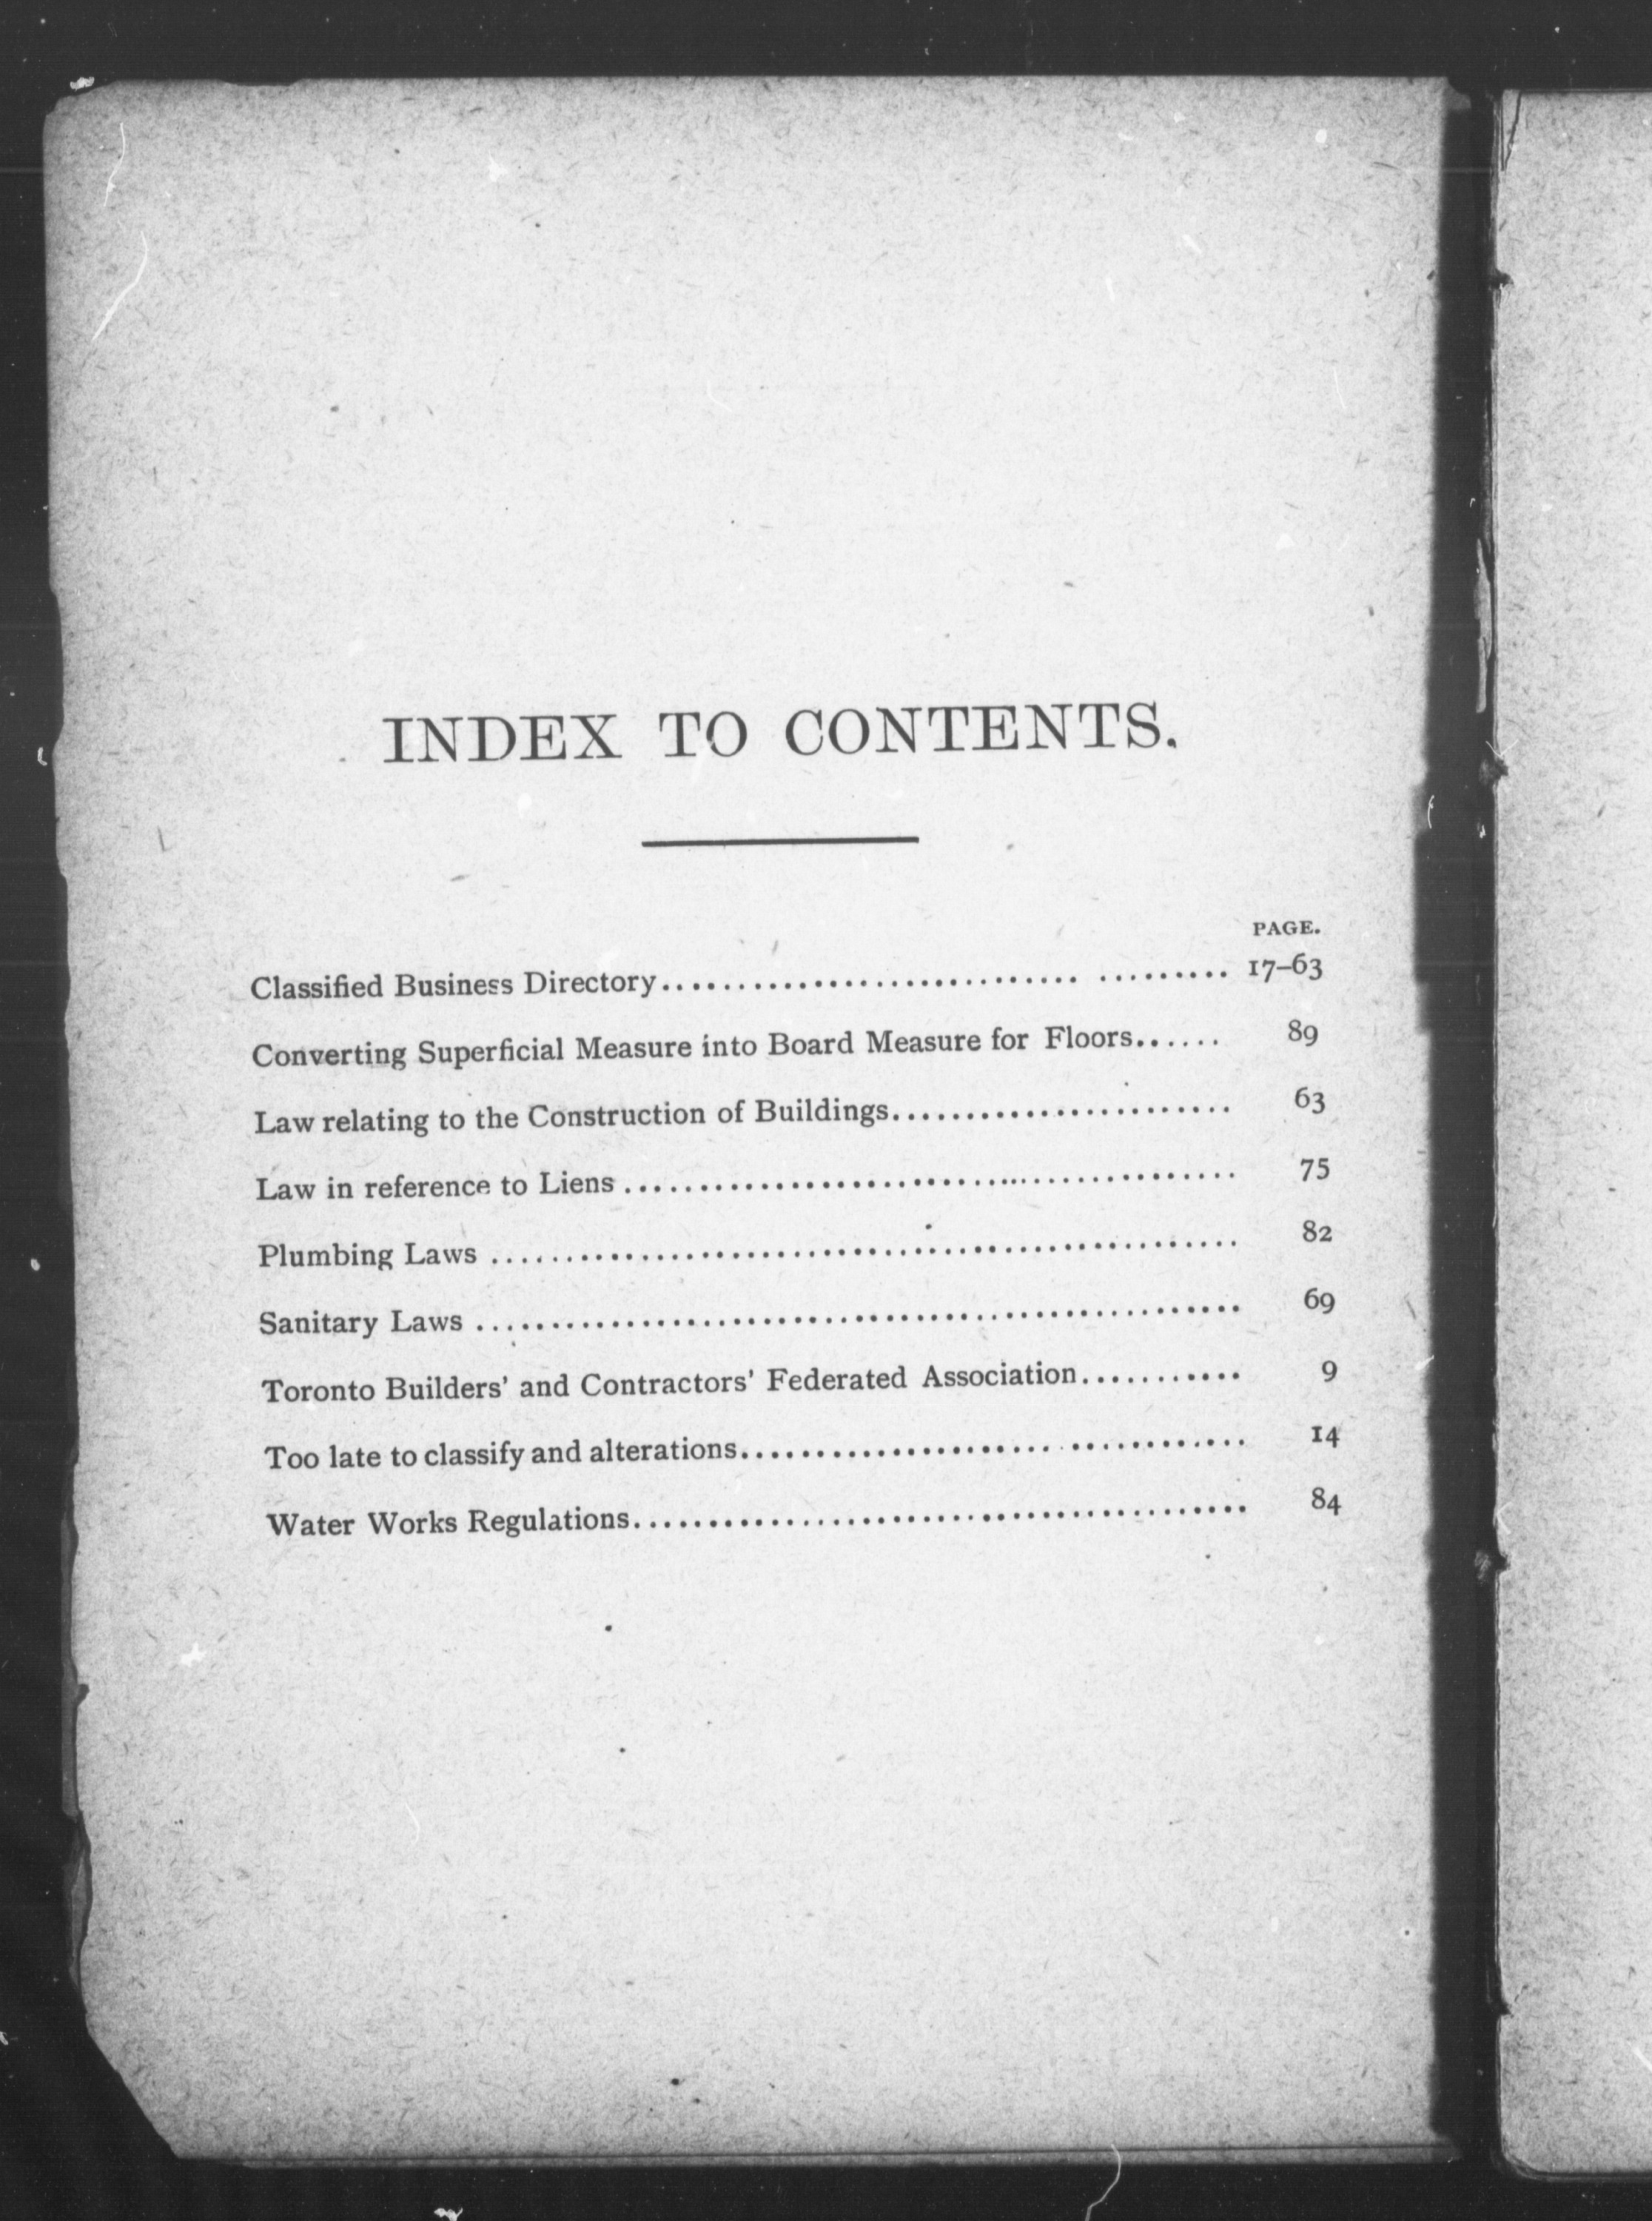 INDEX TO CONTENTS.
PAGE.
Classified Business Directory..................................... 17–63
Converting Superficial Measure into Board Measure for Floors...... 89
Law relating to the Construction of Buildings....................... 63
Law in reference to Liens ......................................... 75
Plumbing Laws .................................................. 82
Sanitary Laws ................................................... 69
Toronto Builders' and Contractors' Federated Association........... 9
Too late to classify and alterations.................................. 14
Water Works Regulations......................................... 84